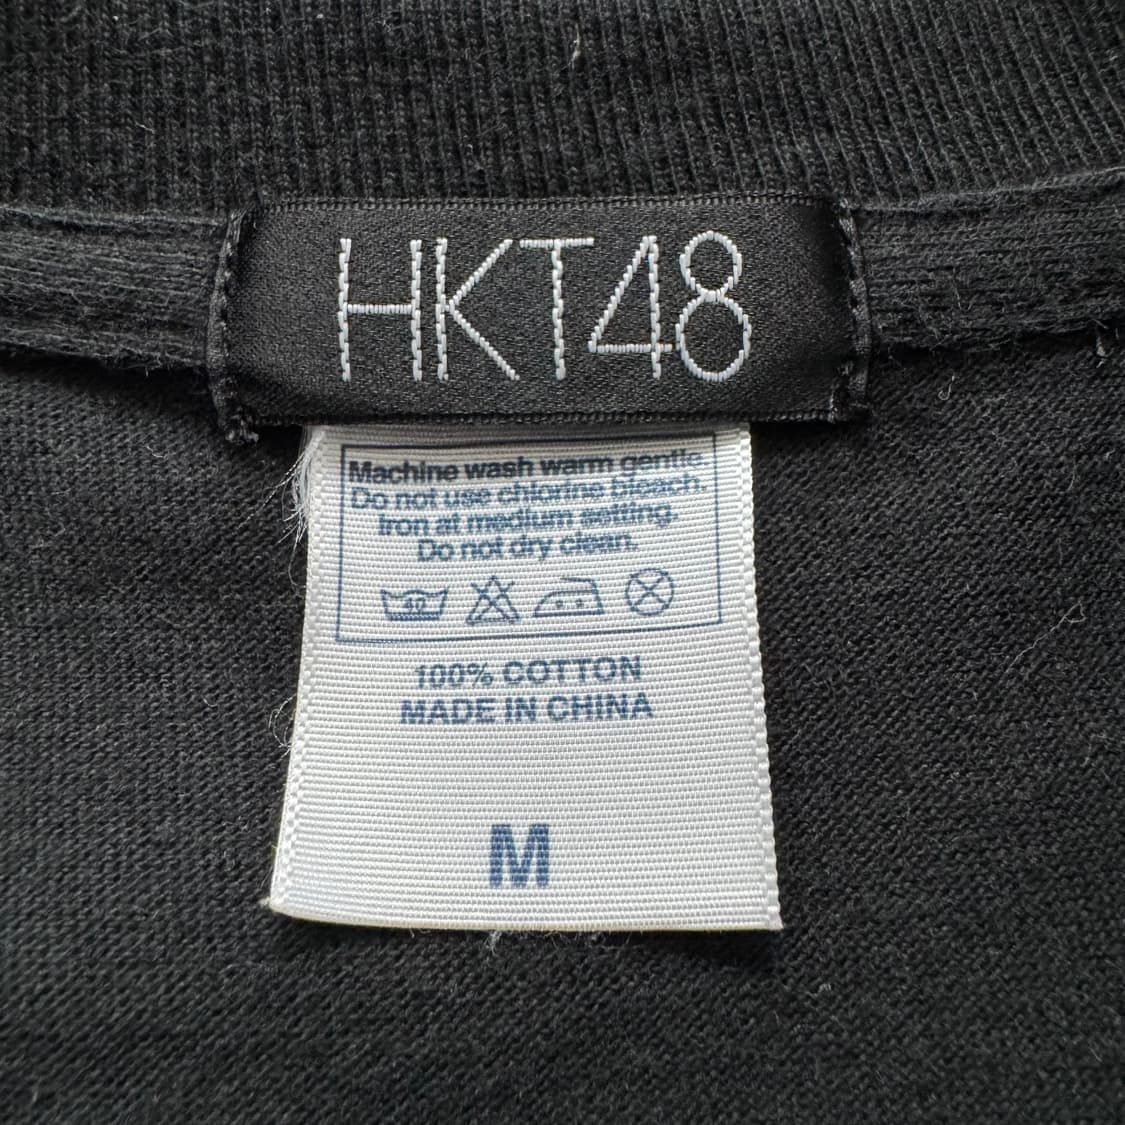 HKT48
Machine wash warm gentle.
Do not use chlorine bleach.
Iron at medium setting.
Do not dry clean.
40
100% COTTON
MADE IN CHINA
M